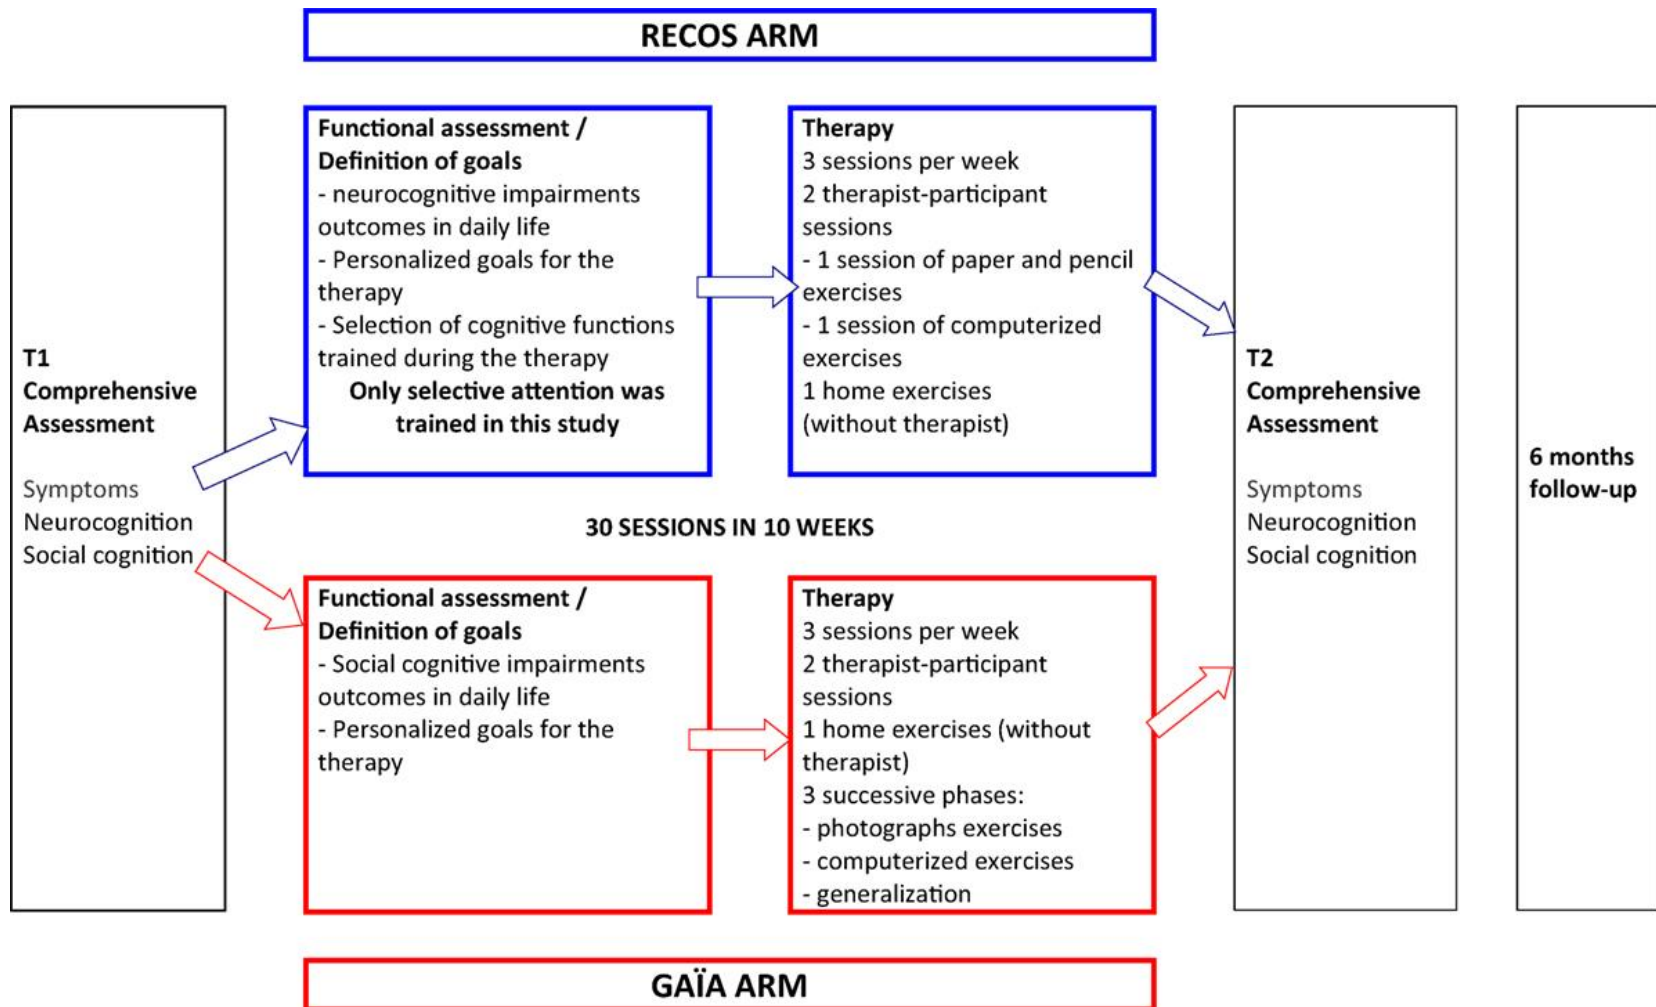 RECOS ARM
T1
Comprehensive
Assessment
Symptoms
Neurocognition
Social cognition
Functional assessment /
Definition of goals
- neurocognitive impairments
outcomes in daily life
- Personalized goals for the
therapy
- Selection of cognitive functions
trained during the therapy
Only selective attention was
trained in this study
Therapy
3 sessions per week
2 therapist-participant
sessions
- 1 session of paper and pencil
exercises
- 1 session of computerized
exercises
1 home exercises
(without therapist)
30 SESSIONS IN 10 WEEKS
Functional assessment /
Definition of goals
- Social cognitive impairments
outcomes in daily life
- Personalized goals for the
therapy
Therapy
3 sessions per week
2 therapist-participant
sessions
1 home exercises (without
therapist)
3 successive phases:
- photographs exercises
- computerized exercises
- generalization
T2
Comprehensive
Assessment
Symptoms
Neurocognition
Social cognition
6 months
follow-up
GAÏA ARM